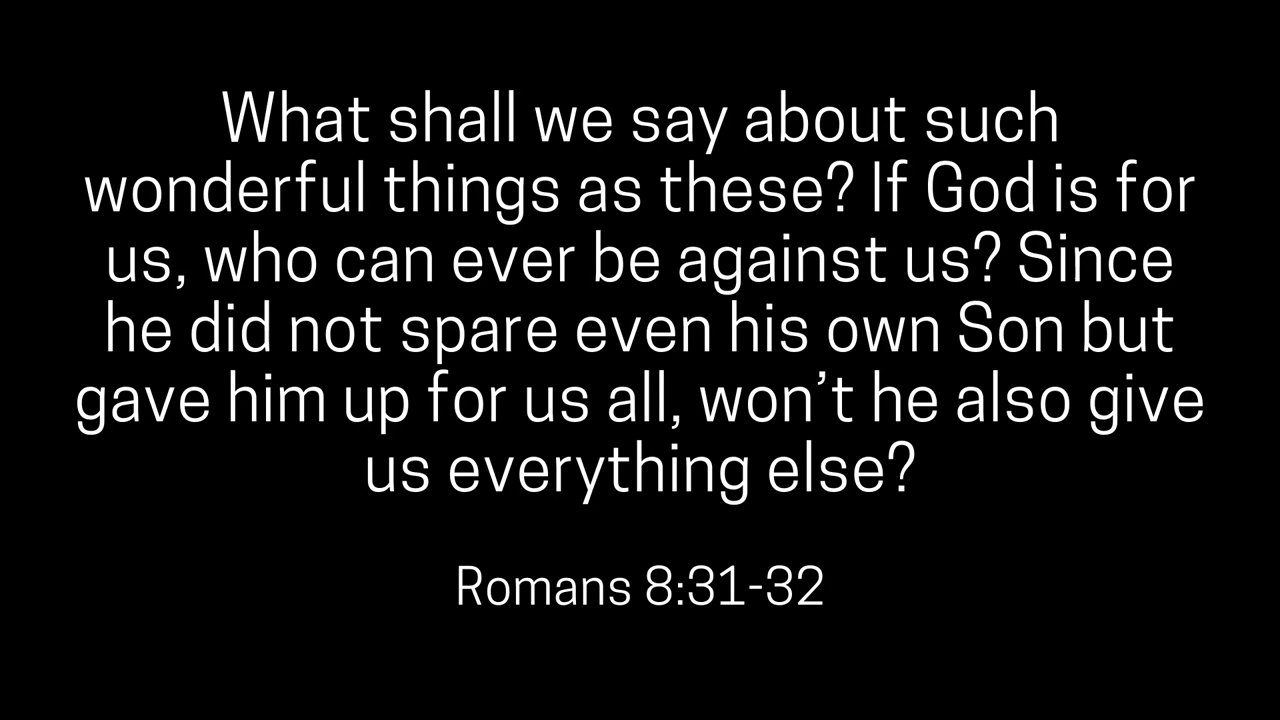 What shall we say about such
wonderful things as these? If God is for
us, who can ever be against us? Since
he did not spare even his own Son but
gave him up for us all, won’t he also give
us everything else?
Romans 8:31-32